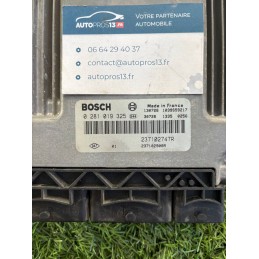 AUTOPROS13.FR
VOTRE PARTENAIRE
AUTOMOBILE
06 64 29 40 37
contact@autopros13.fr
autopros13.fr
BOSCH
Made in France
0 281 019 325
237102747R